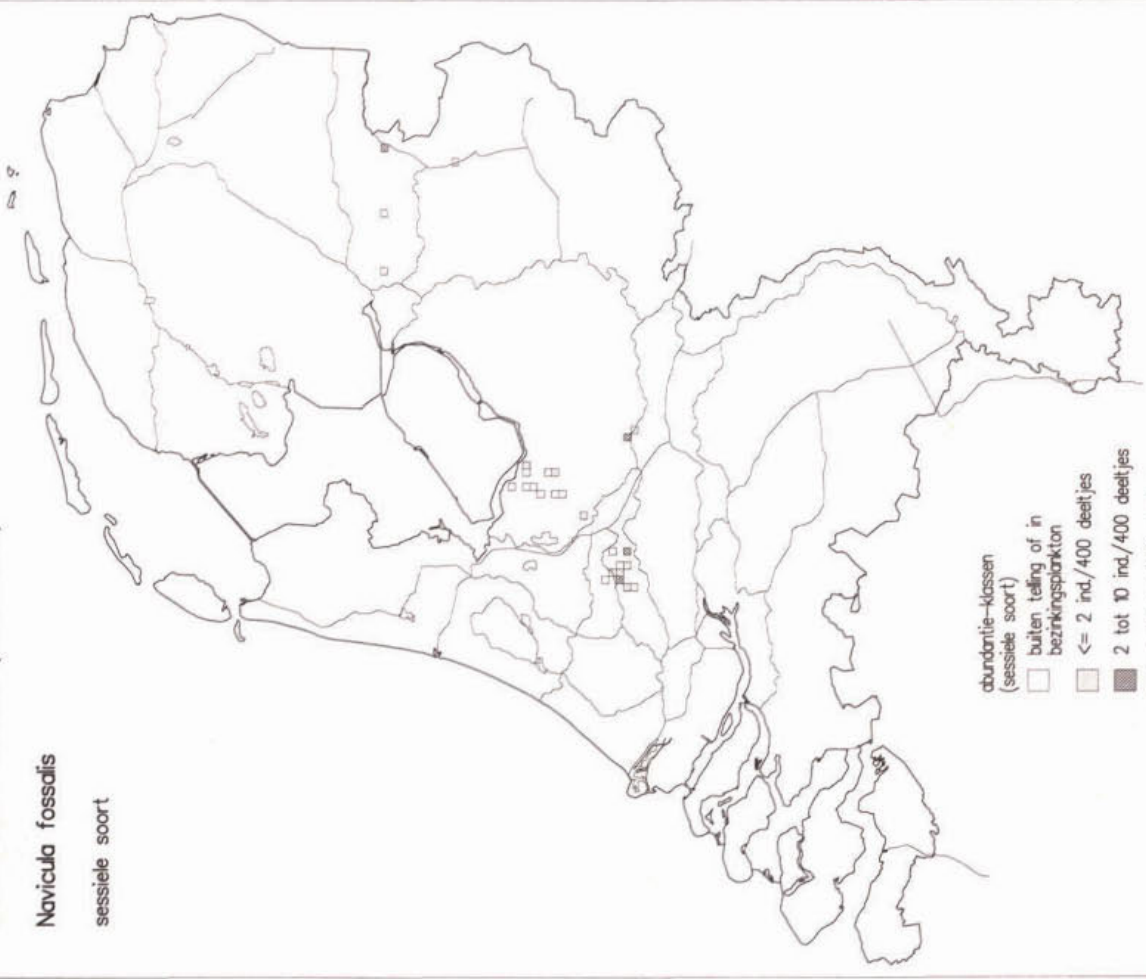 Navicula fossalis
sessiele soort
abundantie-klassen
(sessiele soort)
buiten telling of in
bezinkingsplankton
<= 2 ind./400 deeltjes
2 tot 10 ind./400 deeltjes